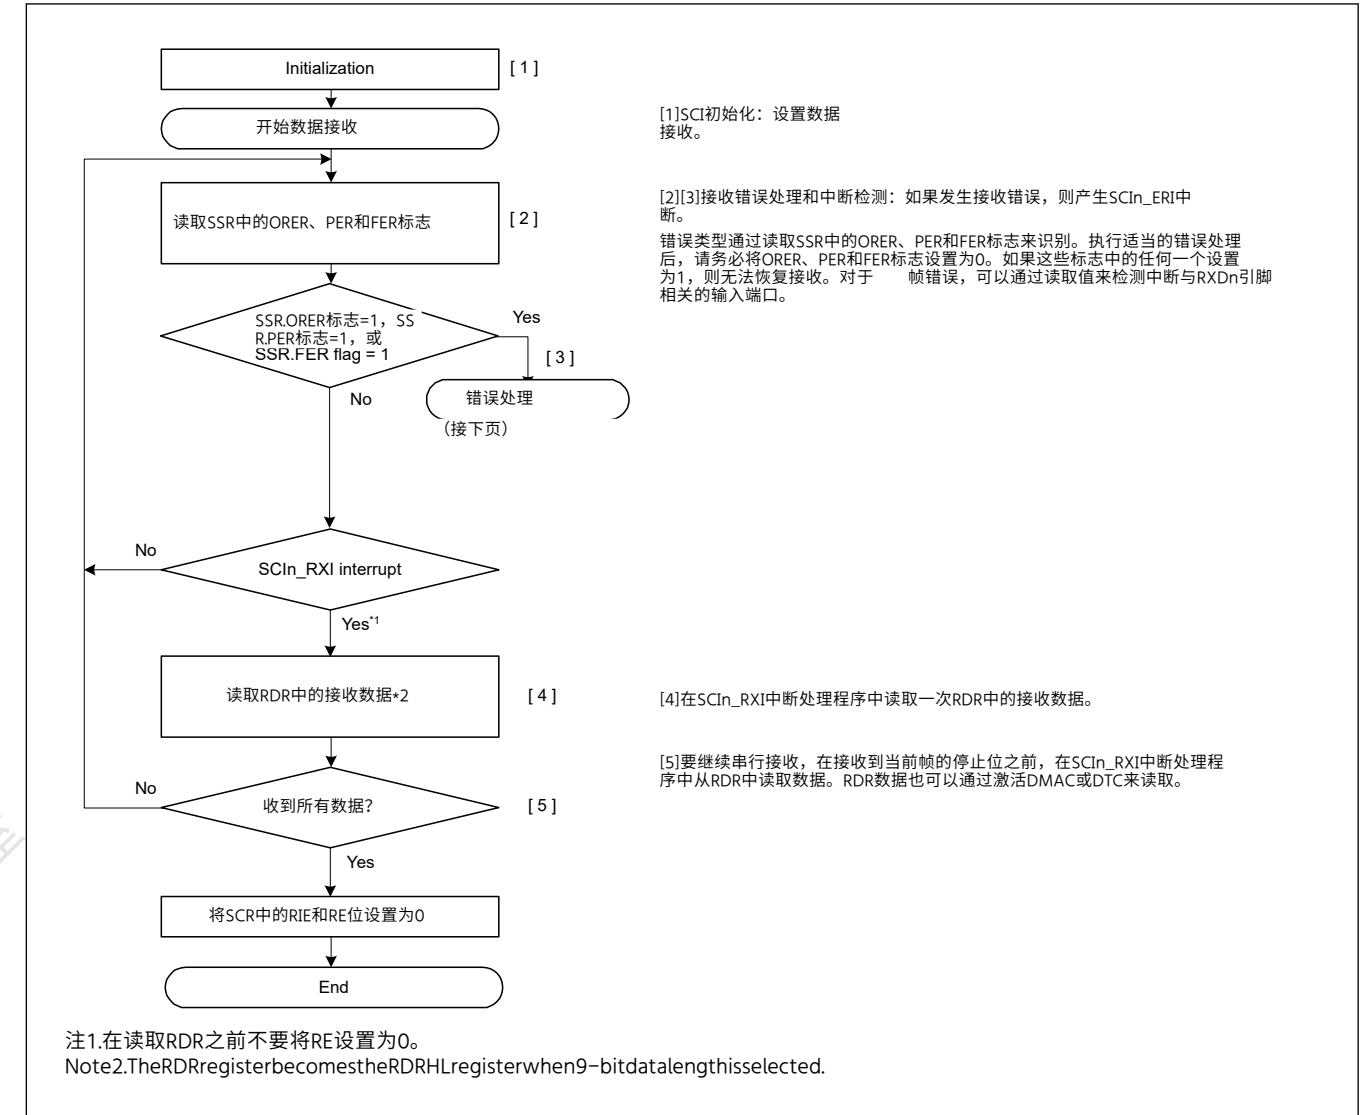 Initialization
[ 1 ]
开始数据接收
[1]SCI初始化：设置数据
接收。
读取SSR中的ORER、PER和FER标志
[ 2 ]
[2][3]接收错误处理和中断检测：如果发生接收错误，则产生SCIn_ERI中
断。
错误类型通过读取SSR中的ORER、PER和FER标志来识别。执行适当的错误处理
后，请务必将ORER、PER和FER标志设置为0。如果这些标志中的任何一个设置
为1，则无法恢复接收。对于 帧错误，可以通过读取值来检测中断与RXDn引脚
相关的输入端口。
SSR.ORER标志=1，SS
R.PER标志=1，或
SSR.FER flag = 1
Yes
[ 3 ]
No
错误处理
（接下页）
No
SCIn_RXI interrupt
Yes*1
读取RDR中的接收数据*2
[ 4 ]
[4]在SCIn_RXI中断处理程序中读取一次RDR中的接收数据。
[5]要继续串行接收，在接收到当前帧的停止位之前，在SCIn_RXI中断处理程
序中从RDR中读取数据。RDR数据也可以通过激活DMAC或DTC来读取。
No
收到所有数据？
[ 5 ]
Yes
将SCR中的RIE和RE位设置为0
End
注1.在读取RDR之前不要将RE设置为0。
Note2.TheRDRregisterbecomestheRDRHLregisterwhen9-bitdatalengthisselected.